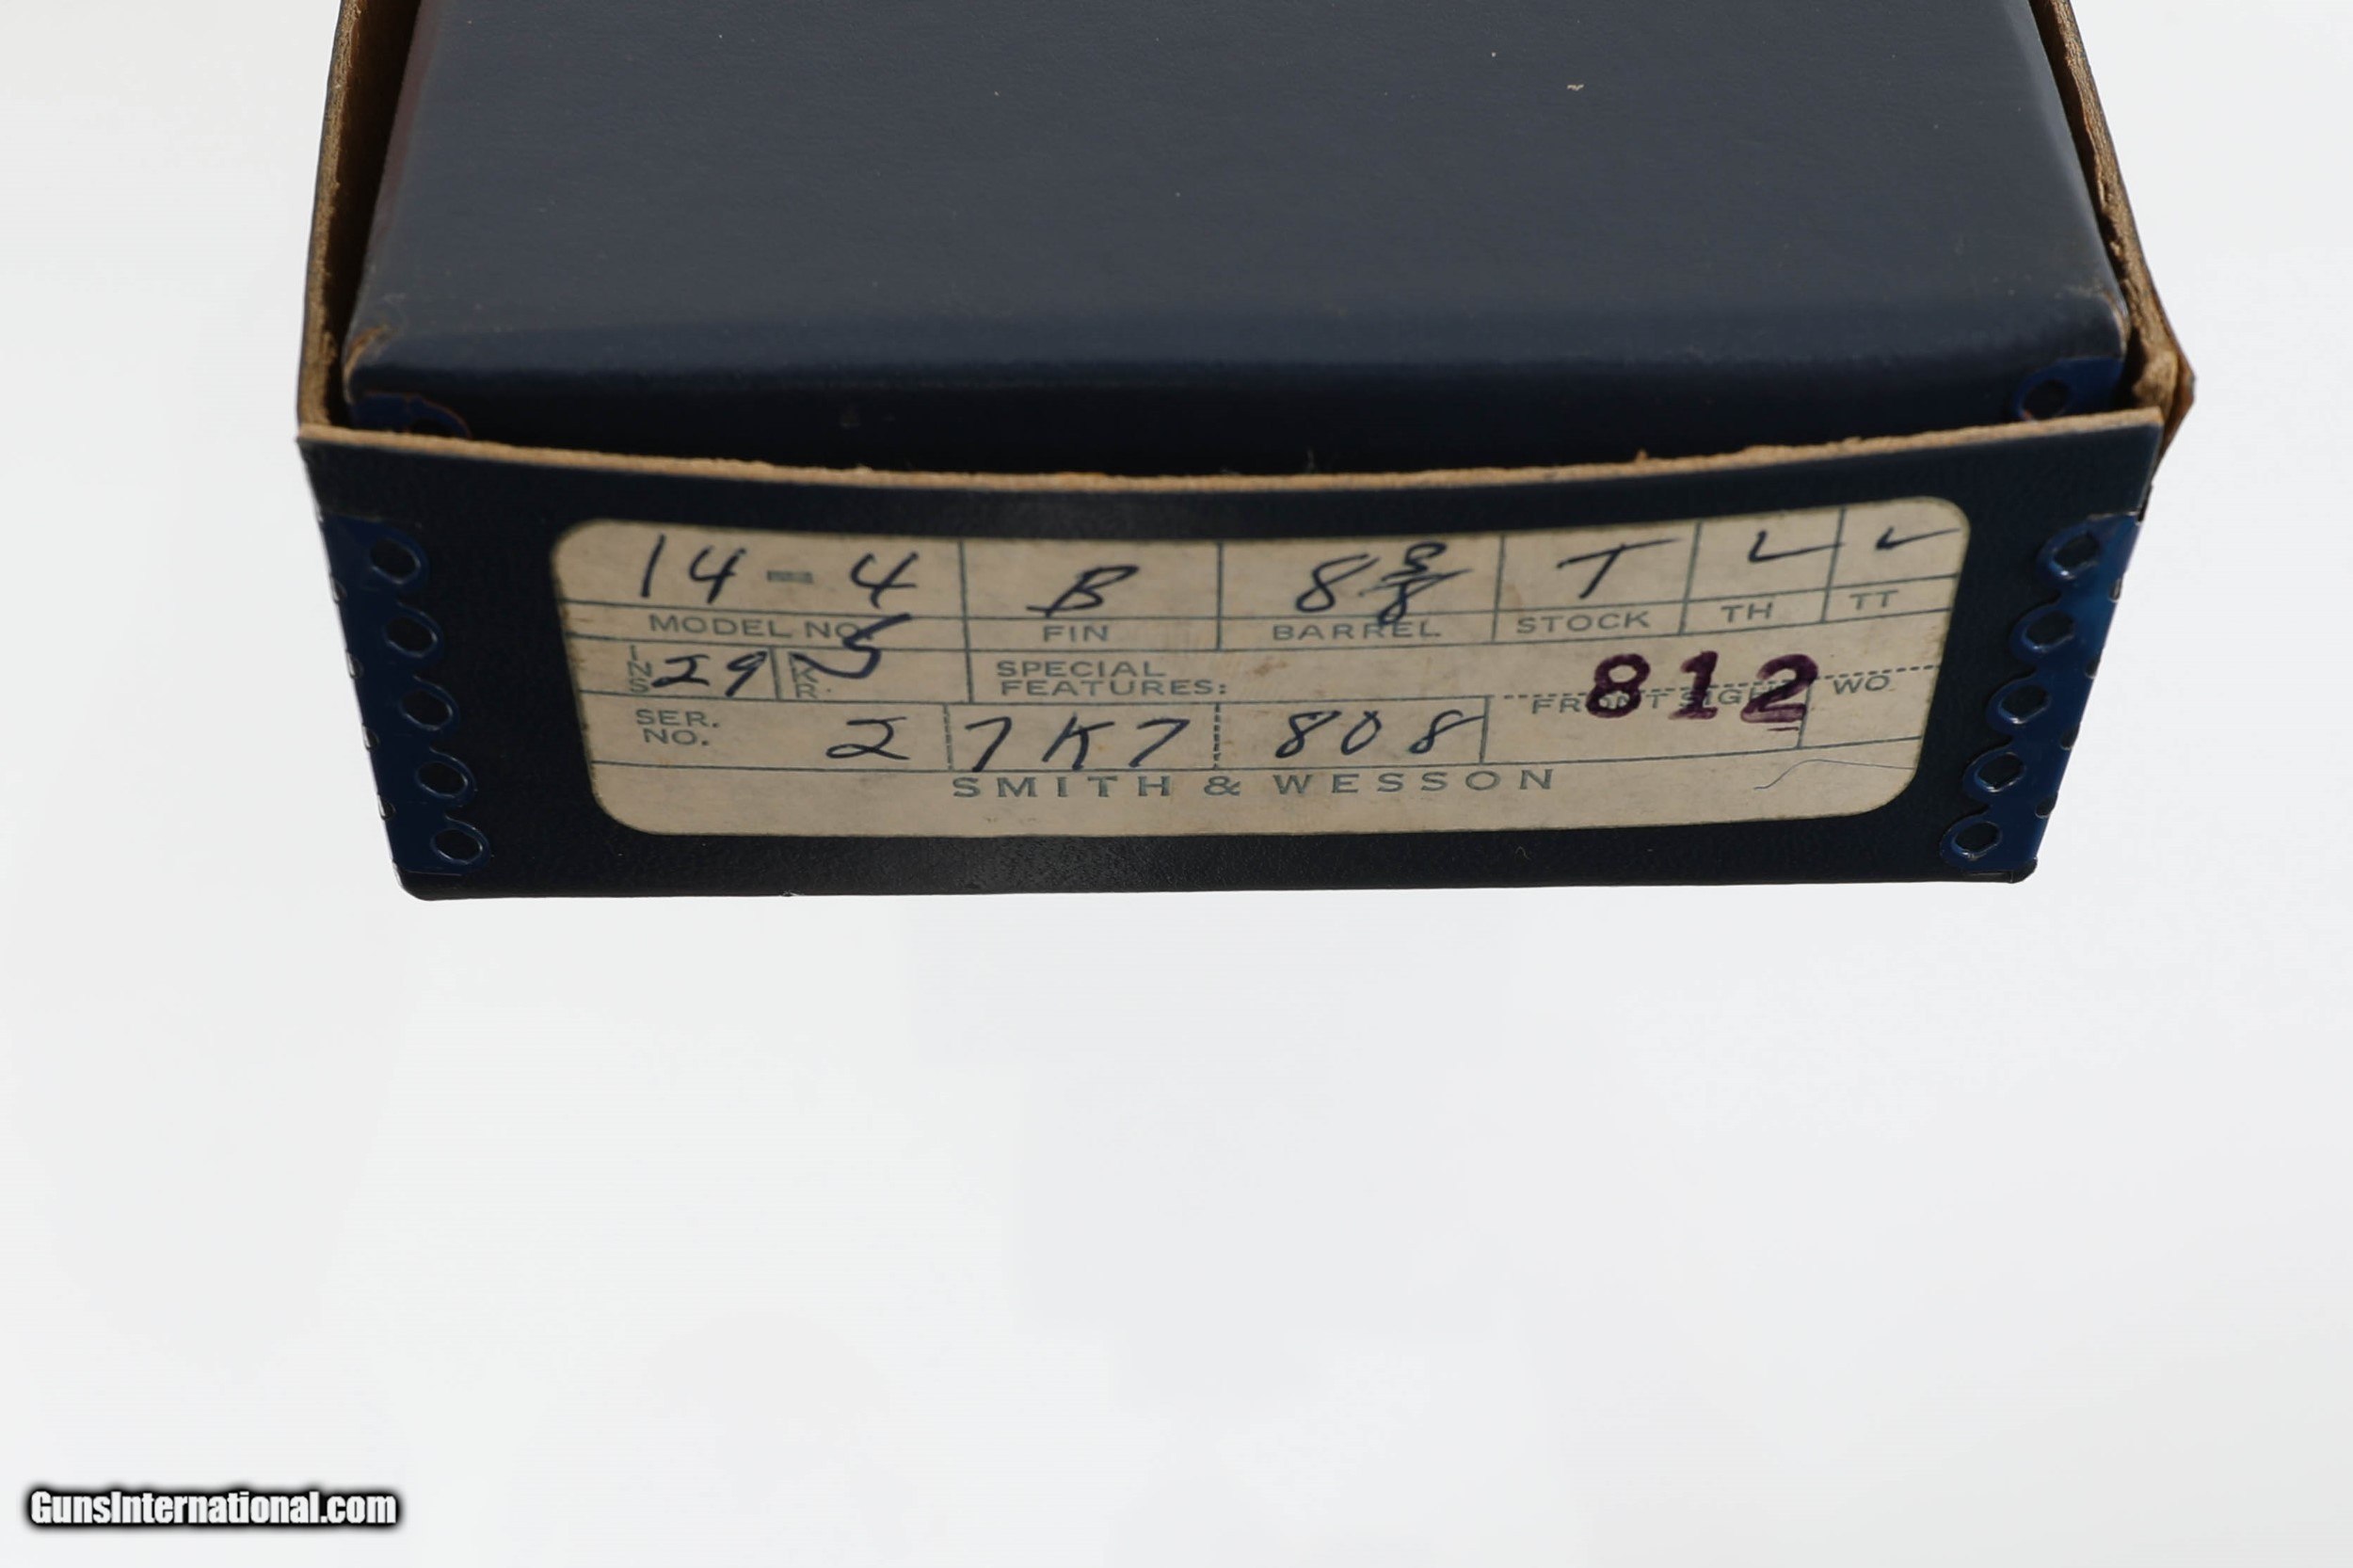 14-4 B 8 3/8 T
MODEL NO. FIN BARREL STOCK TH TT
INS 29 KR. 5 SPECIAL FEATURES: 812
FRONT SIGHT WO
SER. NO. 2 7K7 808
SMITH & WESSON
GunsInternational.com